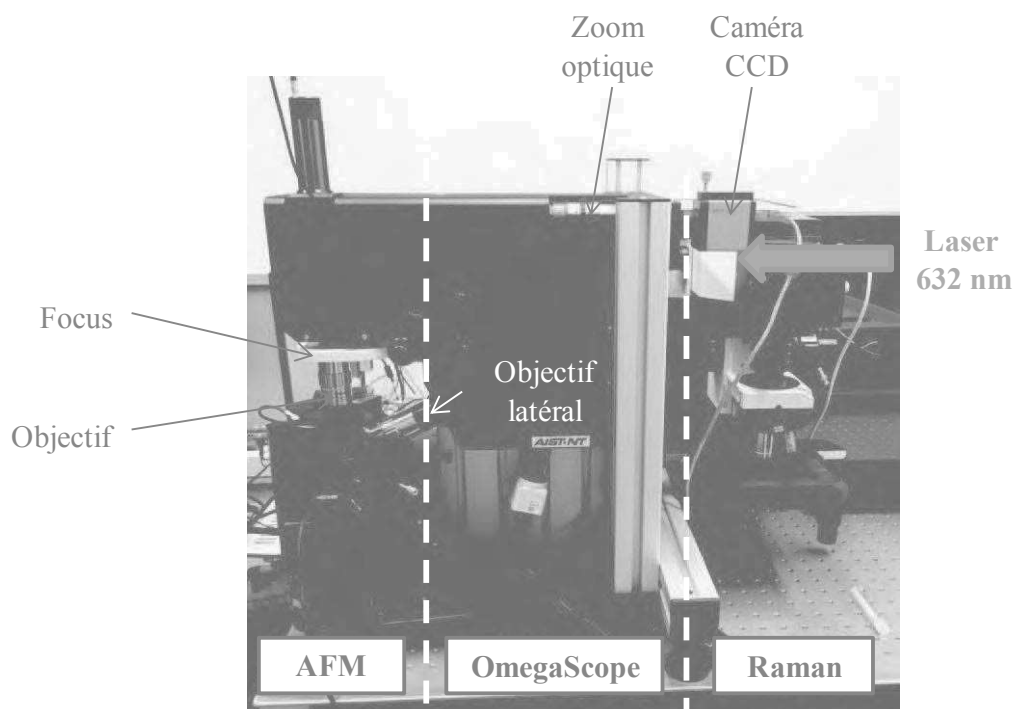 Zoom
optique
Caméra
CCD
Laser
632 nm
Focus
Objectif
latéral
Objectif
AIST-NT
AFM
OmegaScope
Raman